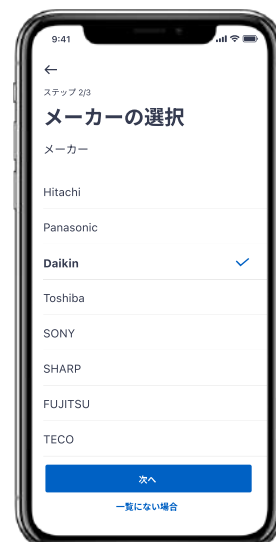 9:41
ステップ 2/3
メーカーの選択
メーカー
Hitachi
Panasonic
Daikin
Toshiba
SONY
SHARP
FUJITSU
TECO
次へ
一覧にない場合